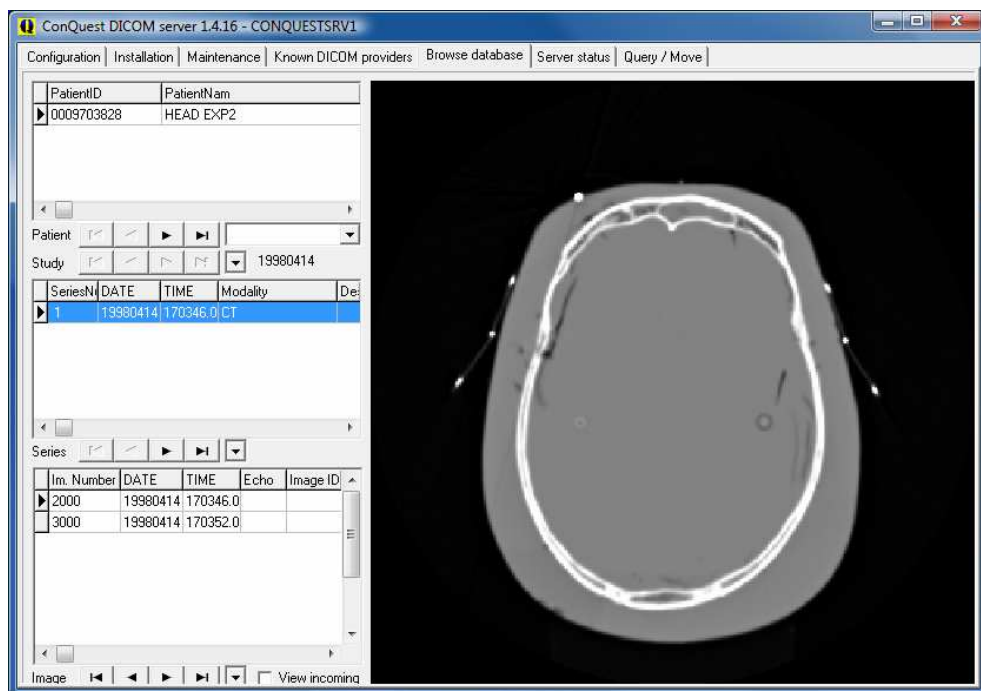 ConQuest DICOM server 1.4.16 - CONQUESTSRV1
Configuration Installation Maintenance Known DICOM providers Browse database Server status Query / Move
PatientID PatientNam
0009703828 HEAD EXP2
Patient
Study 19980414
SeriesNu DATE TIME Modality De
1 19980414 170346.0 CT
Series
Im. Number DATE TIME Echo Image ID
2000 19980414 170346.0
3000 19980414 170352.0
Image View incoming